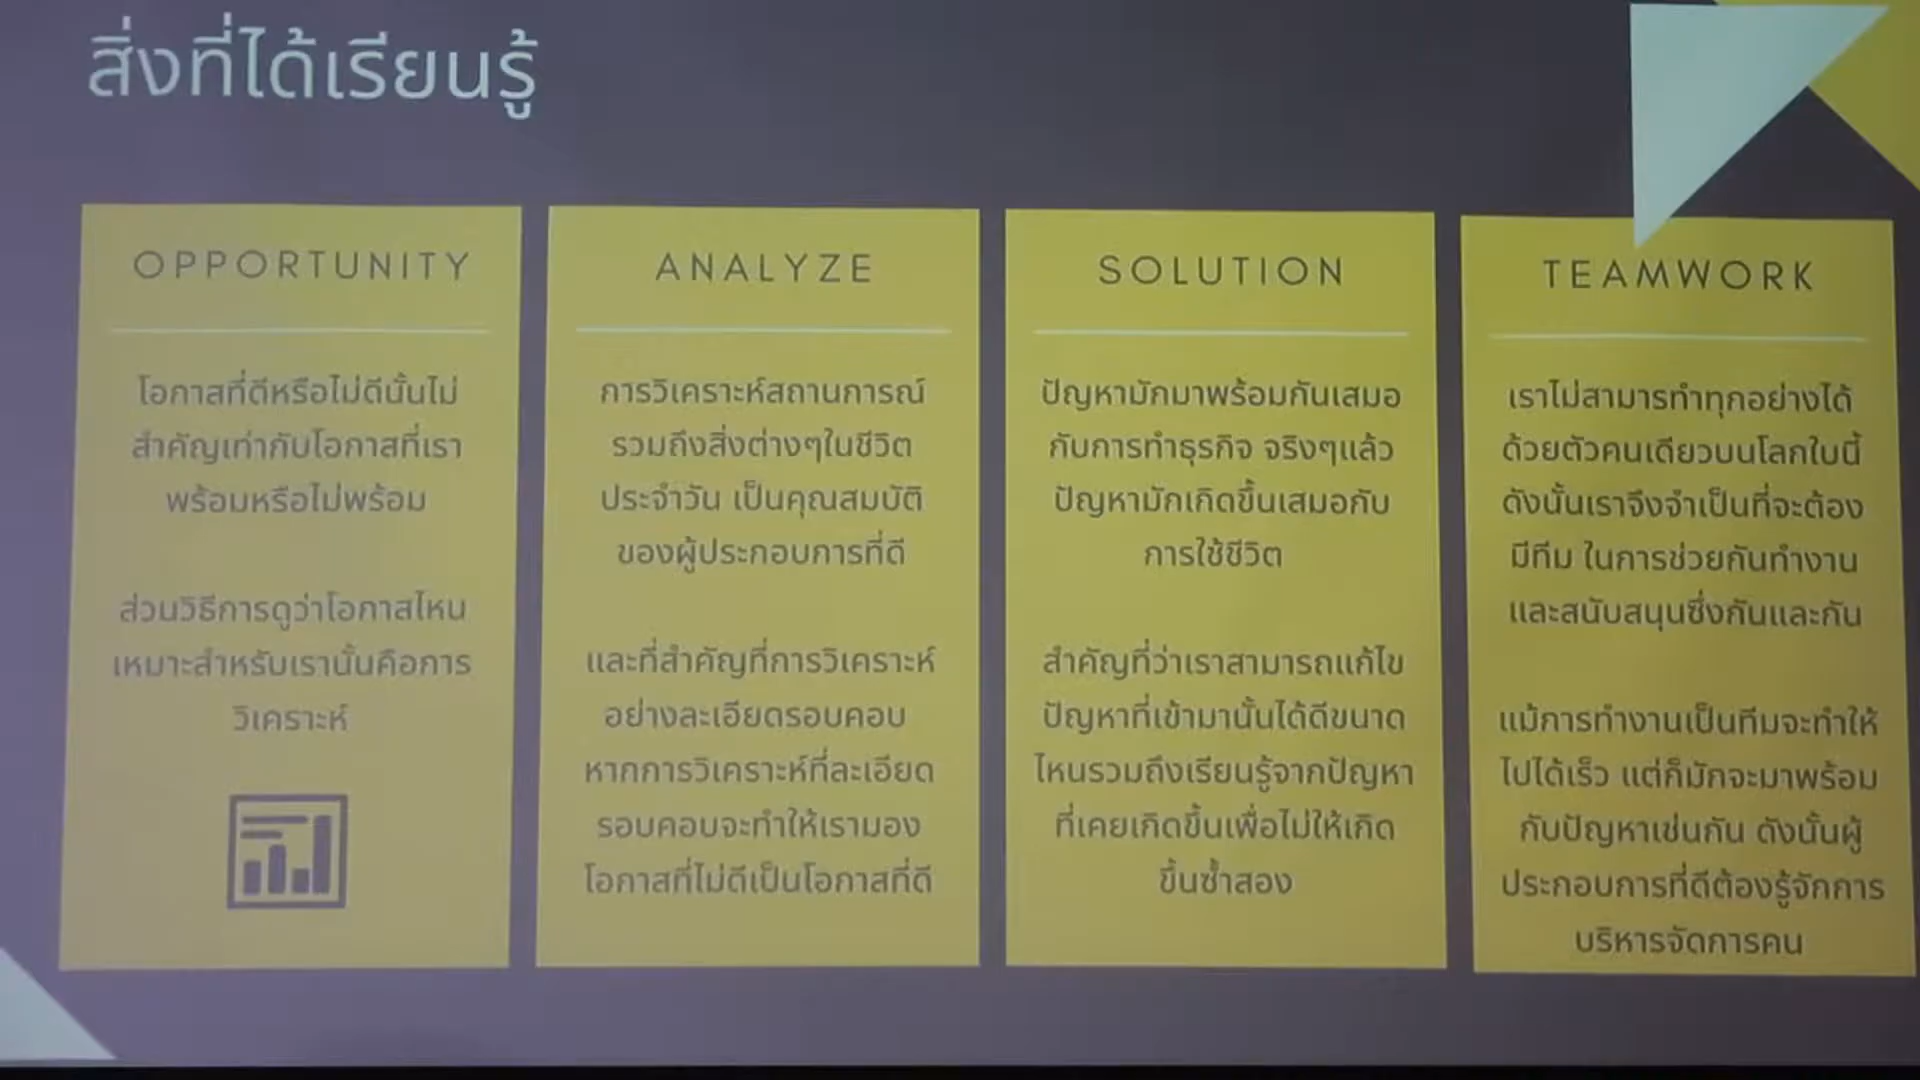 สิ่งที่ได้เรียนรู้
OPPORTUNITY
โอกาสที่ดีหรือไม่ดีนั้นไม่
สำคัญเท่ากับโอกาสที่เรา
พร้อมหรือไม่พร้อม
ส่วนวิธีการดูว่าโอกาสไหน
เหมาะสำหรับเรานั้นคือการ
วิเคราะห์
ANALYZE
การวิเคราะห์สถานการณ์
รวมถึงสิ่งต่างๆในชีวิต
ประจำวัน เป็นคุณสมบัติ
ของผู้ประกอบการที่ดี
และที่สำคัญที่การวิเคราะห์
อย่างละเอียดรอบคอบ
หากการวิเคราะห์ที่ละเอียด
รอบคอบจะทำให้เรามอง
โอกาสที่ไม่ดีเป็นโอกาสที่ดี
SOLUTION
ปัญหามักมาพร้อมกันเสมอ
กับการทำธุรกิจ จริงๆแล้ว
ปัญหามักเกิดขึ้นเสมอกับ
การใช้ชีวิต
สำคัญที่ว่าเราสามารถแก้ไข
ปัญหาที่เข้ามานั้นได้ดีขนาด
ไหนรวมถึงเรียนรู้จากปัญหา
ที่เคยเกิดขึ้นเพื่อไม่ให้เกิด
ขึ้นซ้ำสอง
TEAMWORK
เราไม่สามารทำทุกอย่างได้
ด้วยตัวคนเดียวบนโลกใบนี้
ดังนั้นเราจึงจำเป็นที่จะต้อง
มีทีม ในการช่วยกันทำงาน
และสนับสนุนซึ่งกันและกัน
แม้การทำงานเป็นทีมจะทำให้
ไปได้เร็ว แต่ก็มักจะมาพร้อม
กับปัญหาเช่นกัน ดังนั้นผู้
ประกอบการที่ดีต้องรู้จักการ
บริหารจัดการคน